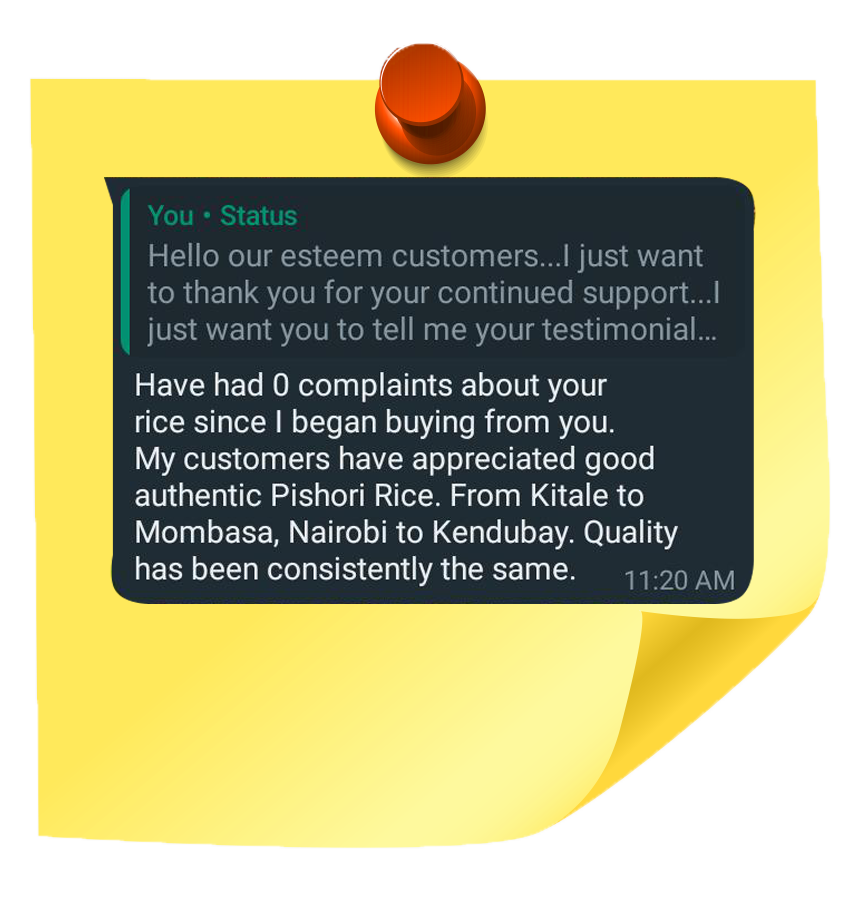 You • Status
Hello our esteem customers...I just want
to thank you for your continued support...I
just want you to tell me your testimonial...
Have had 0 complaints about your
rice since I began buying from you.
My customers have appreciated good
authentic Pishori Rice. From Kitale to
Mombasa, Nairobi to Kendubay. Quality
has been consistently the same.
11:20 AM